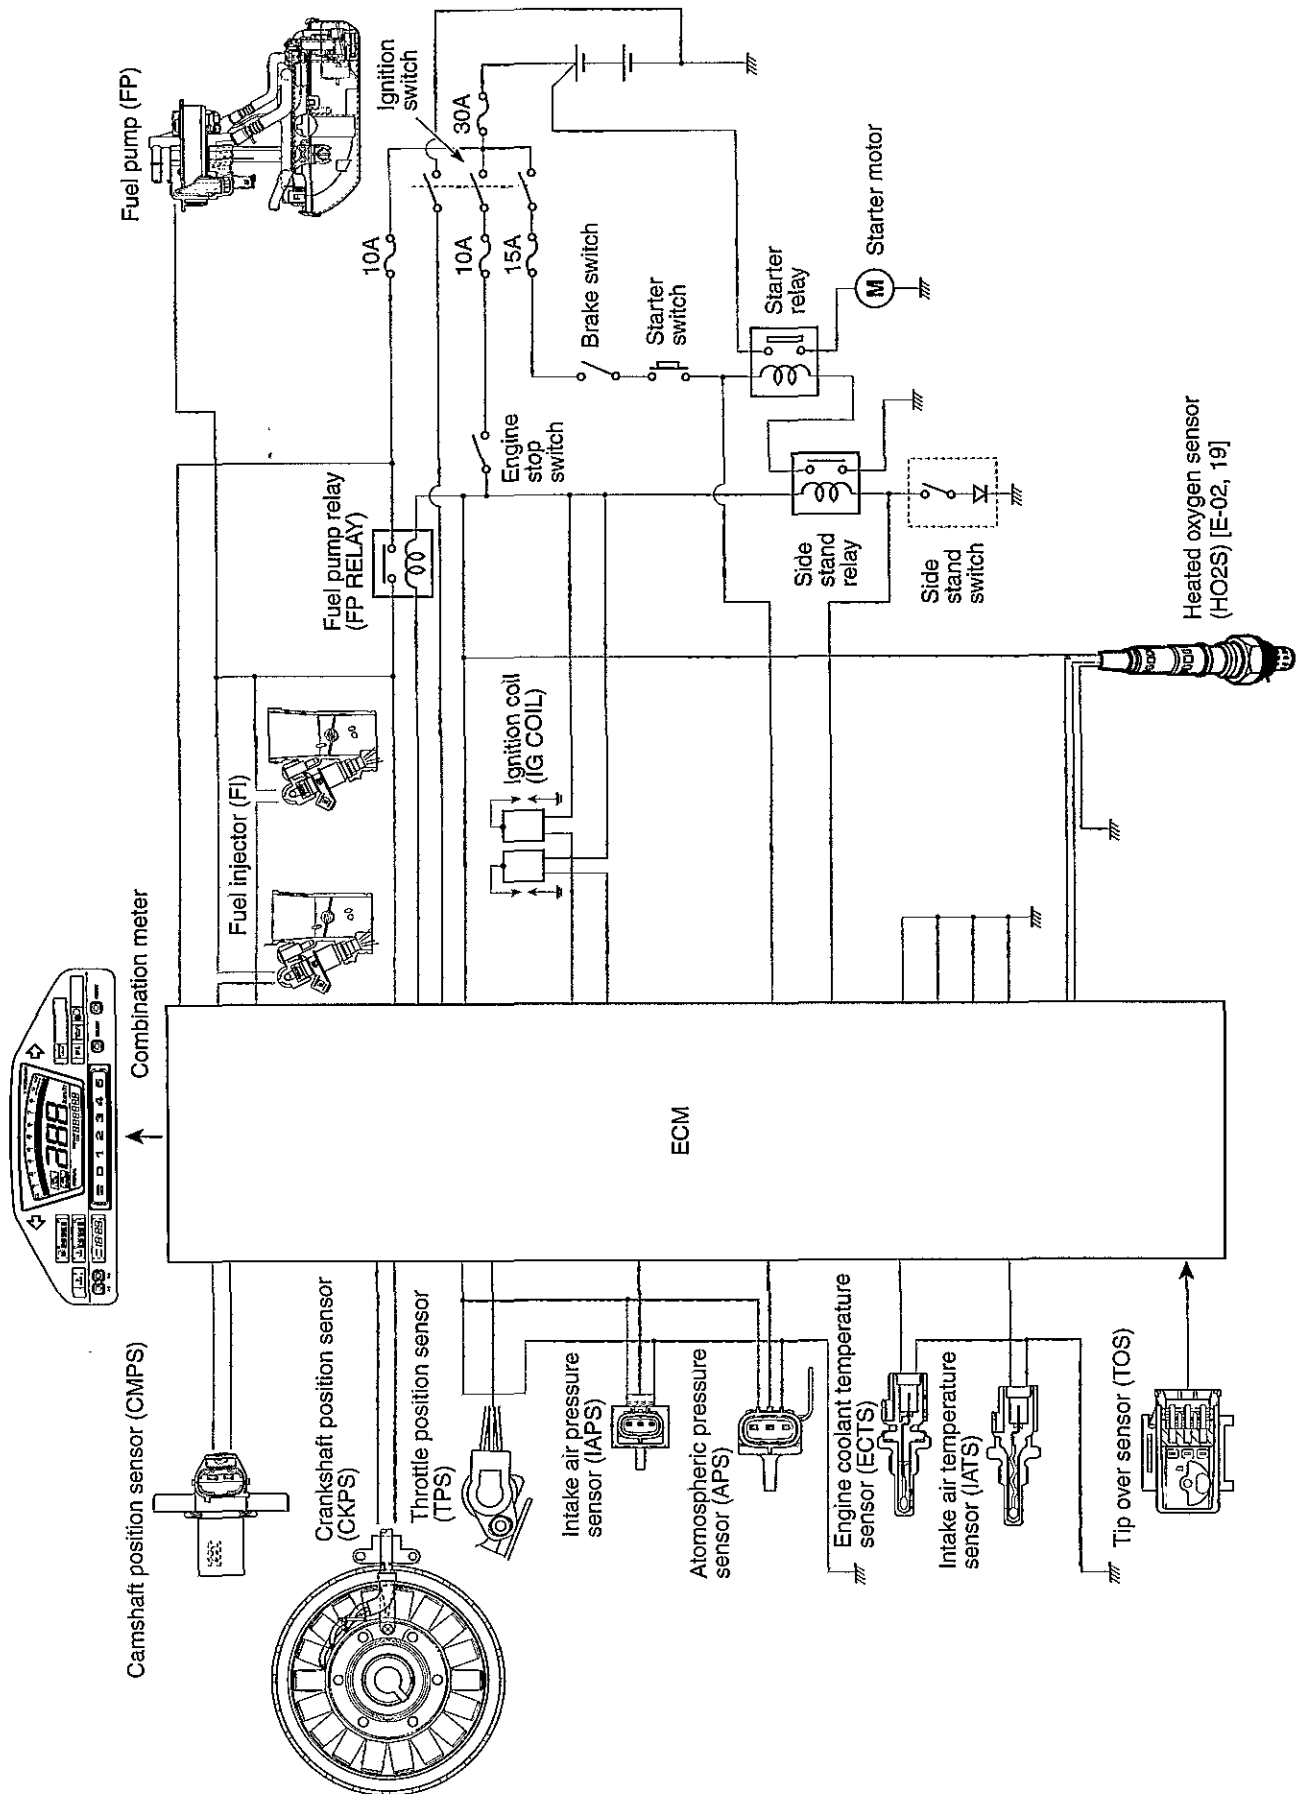 Fuel pump (FP)
Ignition
switch
30A
10A
10A
15A
Brake switch
Starter
switch
Starter
relay
Starter motor
M
Engine
stop
switch
Fuel pump relay
(FP RELAY)
Side
stand
relay
Side
stand
switch
Heated oxygen sensor
(HO2S) [E-02, 19]
Ignition coil
(IG COIL)
Fuel injector (FI)
Combination meter
ECM
Camshaft position sensor (CMPS)
Crankshaft position sensor
(CKPS)
Throttle position sensor
(TPS)
Intake air pressure
sensor (IAPS)
Atomospheric pressure
sensor (APS)
Engine coolant temperature
sensor (ECTS)
Intake air temperature
sensor (IATS)
Tip over sensor (TOS)